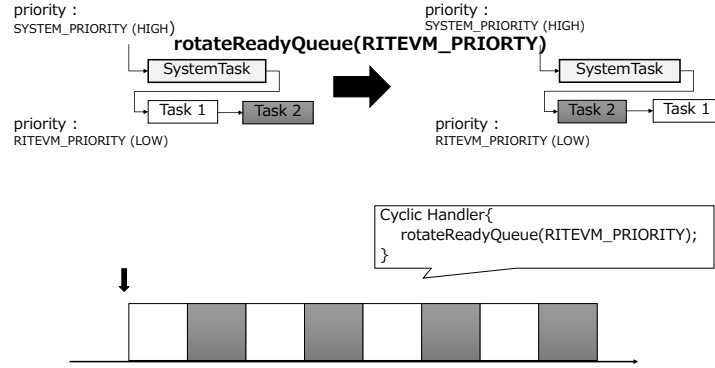 priority :
SYSTEM_PRIORITY (HIGH)
rotateReadyQueue(RITEVM_PRIORTY)
SystemTask
Task 1
Task 2
priority :
RITEVM_PRIORITY (LOW)
priority :
SYSTEM_PRIORITY (HIGH)
SystemTask
Task 2
Task 1
priority :
RITEVM_PRIORITY (LOW)
Cyclic Handler{
rotateReadyQueue(RITEVM_PRIORITY);
}